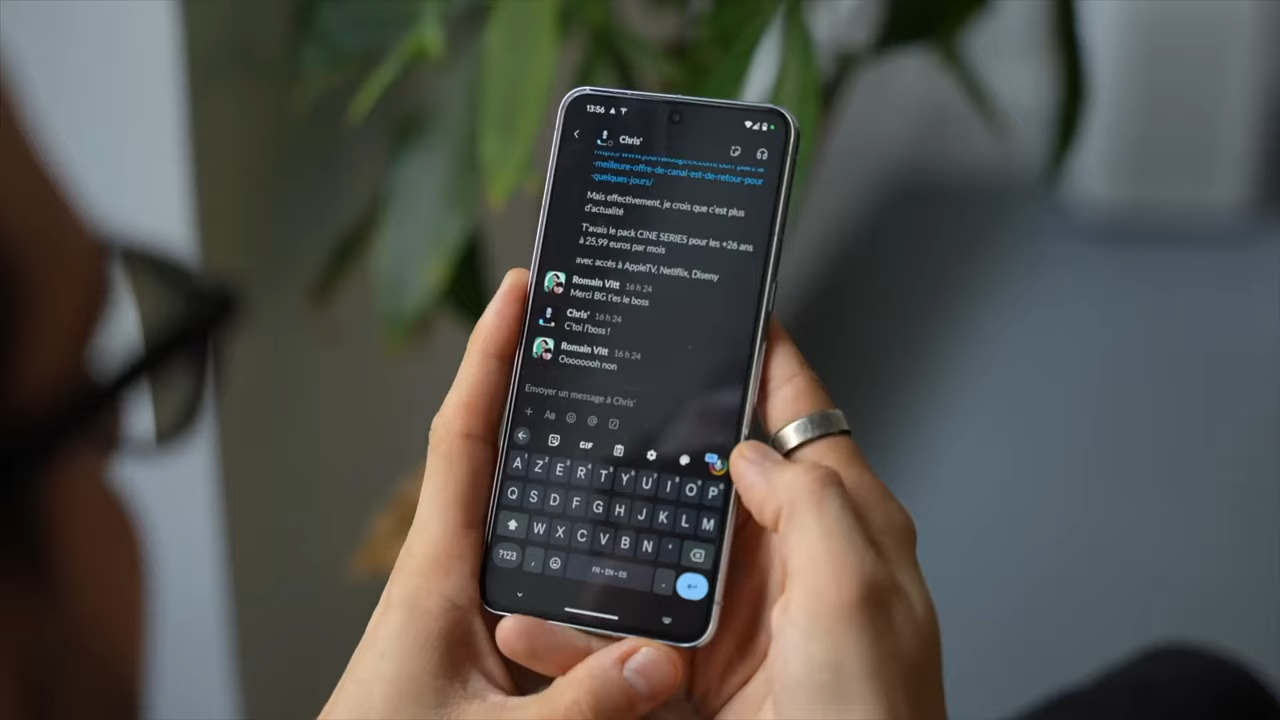 13:56
Chris'
-meilleure-offre-de-canal-est-de-retour-pour
-quelques-jours/
Mais effectivement, je crois que c'est plus
d'actualité
T'avais le pack CINE SERIES pour les +26 ans
à 25,99 euros par mois
avec accès à AppleTV, Netlflix, Diseny
Romain Vitt 16 h 24
Merci BG t'es le boss
Chris' 16 h 24
C'toi l'boss !
Romain Vitt 16 h 24
Oooooooh non
Envoyer un message à Chris'
+ Aa @
GIF
A Z E R T Y U I O P
Q S D F G H J K L M
W X C V B N '
?123 , FR • EN • ES .